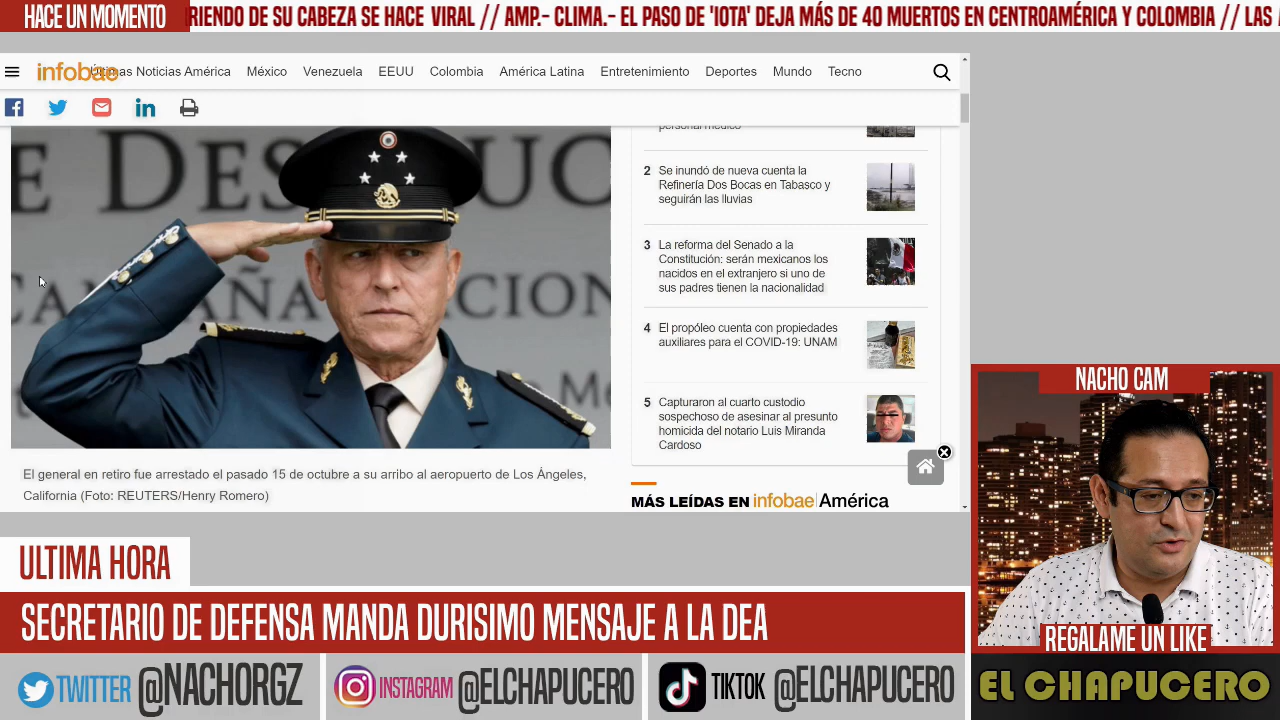 HACE UN MOMENTO
RIENDO DE SU CABEZA SE HACE VIRAL // AMP.- CLIMA.- EL PASO DE 'IOTA' DEJA MÁS DE 40 MUERTOS EN CENTROAMÉRICA Y COLOMBIA // LAS
infobae
Últimas Noticias América México Venezuela EEUU Colombia América Latina Entretenimiento Deportes Mundo Tecno
personal médico
2 Se inundó de nueva cuenta la
Refinería Dos Bocas en Tabasco y
seguirán las lluvias
3 La reforma del Senado a la
Constitución: serán mexicanos los
nacidos en el extranjero si uno de
sus padres tienen la nacionalidad
4 El propóleo cuenta con propiedades
auxiliares para el COVID-19: UNAM
5 Capturaron al cuarto custodio
sospechoso de asesinar al presunto
homicida del notario Luis Miranda
Cardoso
El general en retiro fue arrestado el pasado 15 de octubre a su arribo al aeropuerto de Los Ángeles,
California (Foto: REUTERS/Henry Romero)
MÁS LEÍDAS EN infobae América
NACHO CAM
REGALAME UN LIKE
ULTIMA HORA
SECRETARIO DE DEFENSA MANDA DURISIMO MENSAJE A LA DEA
TWITTER @NACHORGZ
INSTAGRAM @ELCHAPUCERO
TIKTOK @ELCHAPUCERO
EL CHAPUCERO